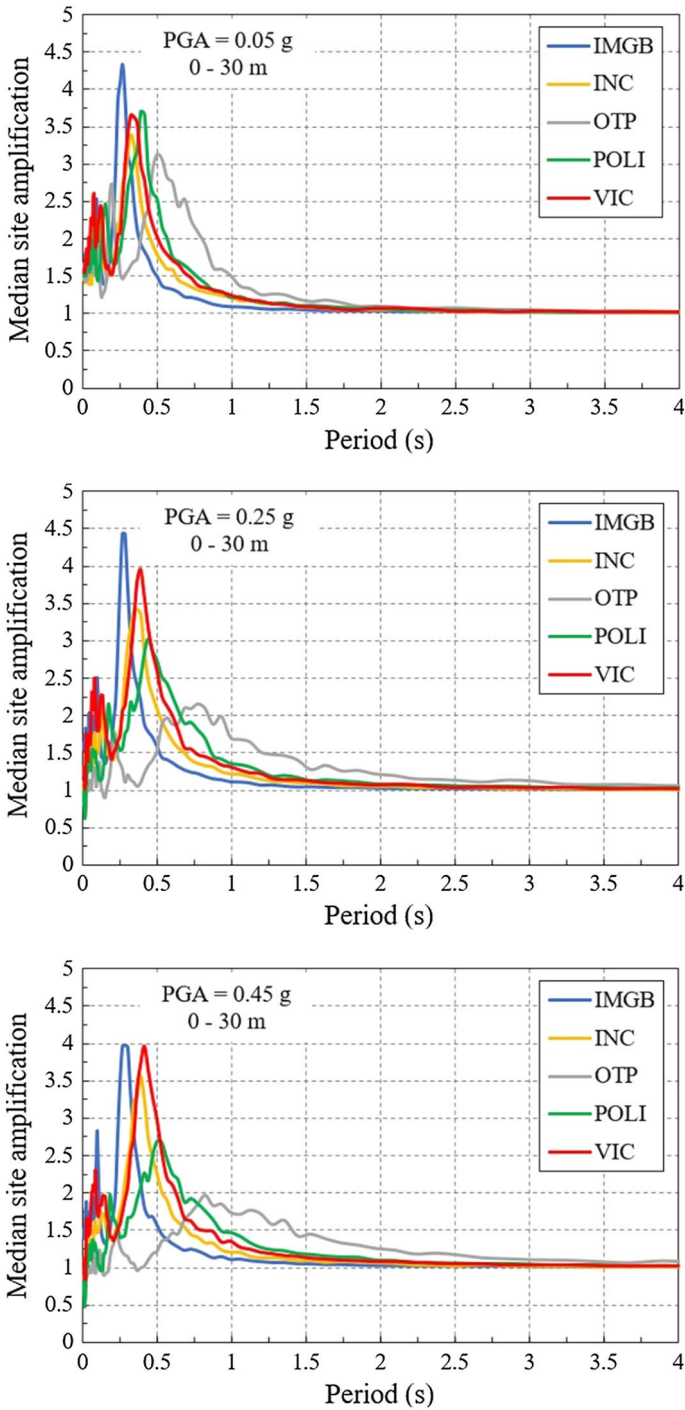 5
4.5
4
3.5
3
2.5
2
1.5
1
0.5
0
Median site amplification
PGA = 0.05 g
0 - 30 m
IMGB
INC
OTP
POLI
VIC
0 0.5 1 1.5 2 2.5 3 3.5 4
Period (s)
5
4.5
4
3.5
3
2.5
2
1.5
1
0.5
0
Median site amplification
PGA = 0.25 g
0 - 30 m
IMGB
INC
OTP
POLI
VIC
0 0.5 1 1.5 2 2.5 3 3.5 4
Period (s)
5
4.5
4
3.5
3
2.5
2
1.5
1
0.5
0
Median site amplification
PGA = 0.45 g
0 - 30 m
IMGB
INC
OTP
POLI
VIC
0 0.5 1 1.5 2 2.5 3 3.5 4
Period (s)